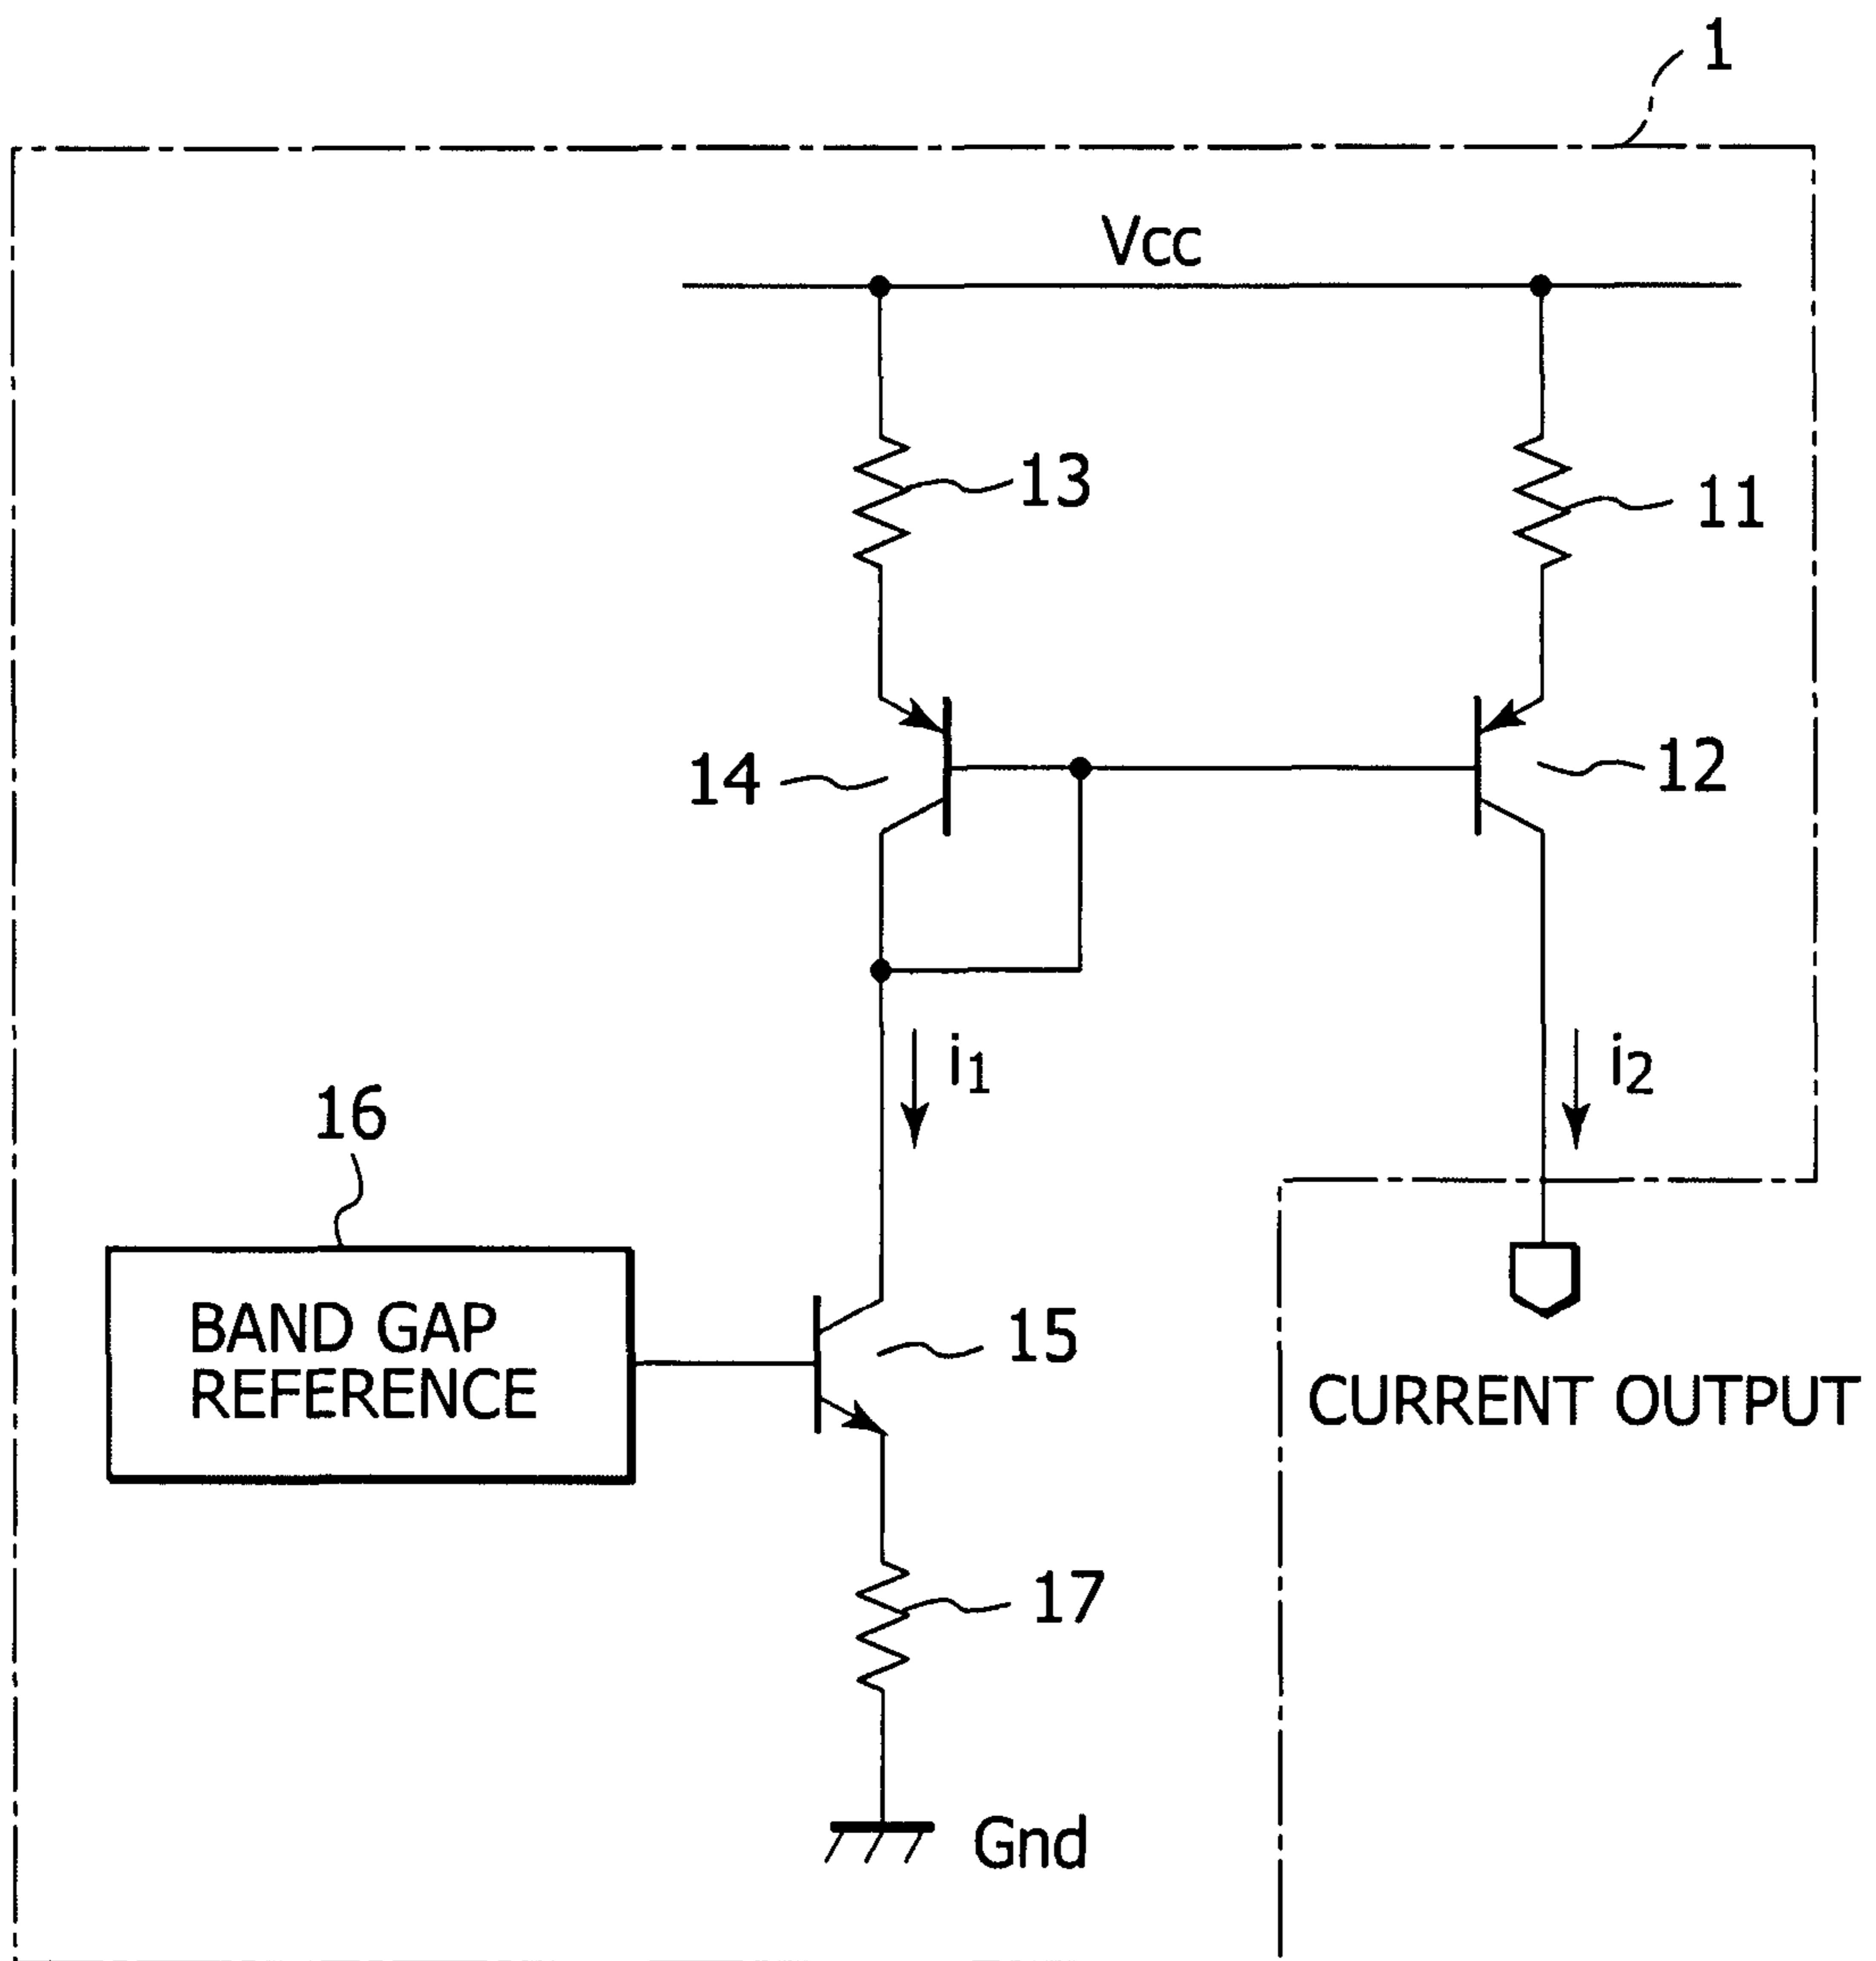 1
Vcc
13
11
14
12
i1
i2
16
BAND GAP
REFERENCE
15
CURRENT OUTPUT
17
Gnd